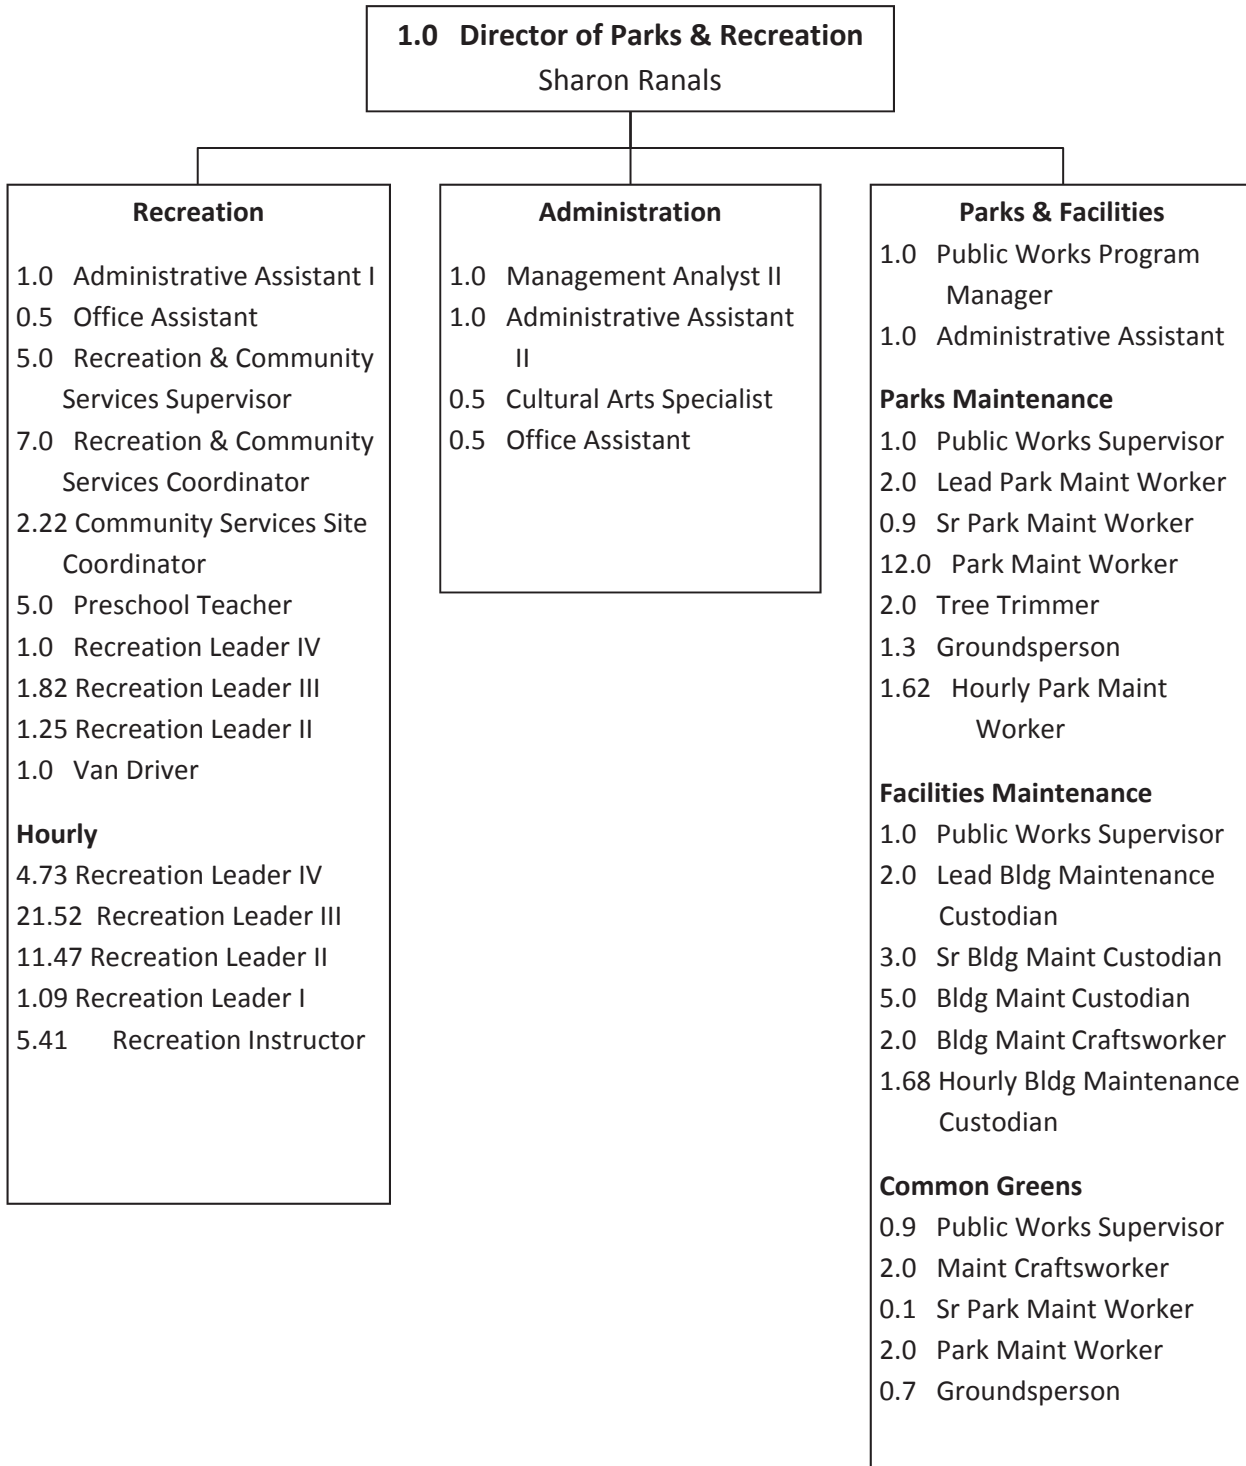 1.0 Director of Parks & Recreation
Sharon Ranals
Recreation
1.0 Administrative Assistant I
0.5 Office Assistant
5.0 Recreation & Community
Services Supervisor
7.0 Recreation & Community
Services Coordinator
2.22 Community Services Site
Coordinator
5.0 Preschool Teacher
1.0 Recreation Leader IV
1.82 Recreation Leader III
1.25 Recreation Leader II
1.0 Van Driver
Hourly
4.73 Recreation Leader IV
21.52 Recreation Leader III
11.47 Recreation Leader II
1.09 Recreation Leader I
5.41 Recreation Instructor
Administration
1.0 Management Analyst II
1.0 Administrative Assistant
II
0.5 Cultural Arts Specialist
0.5 Office Assistant
Parks & Facilities
1.0 Public Works Program
Manager
1.0 Administrative Assistant
Parks Maintenance
1.0 Public Works Supervisor
2.0 Lead Park Maint Worker
0.9 Sr Park Maint Worker
12.0 Park Maint Worker
2.0 Tree Trimmer
1.3 Groundsperson
1.62 Hourly Park Maint
Worker
Facilities Maintenance
1.0 Public Works Supervisor
2.0 Lead Bldg Maintenance
Custodian
3.0 Sr Bldg Maint Custodian
5.0 Bldg Maint Custodian
2.0 Bldg Maint Craftsworker
1.68 Hourly Bldg Maintenance
Custodian
Common Greens
0.9 Public Works Supervisor
2.0 Maint Craftsworker
0.1 Sr Park Maint Worker
2.0 Park Maint Worker
0.7 Groundsperson